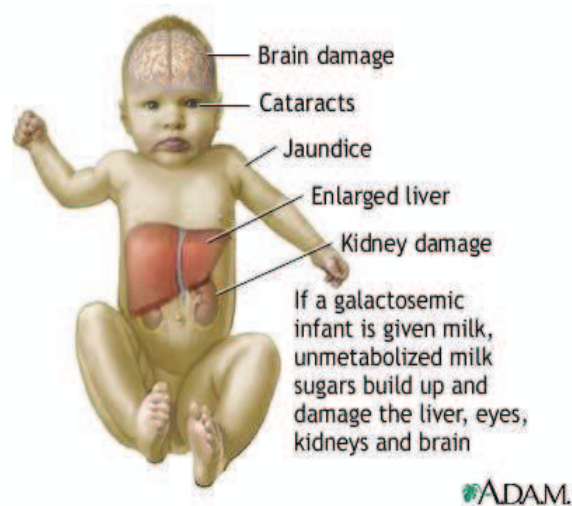 Brain damage
Cataracts
Jaundice
Enlarged liver
Kidney damage
If a galactosemic
infant is given milk,
unmetabolized milk
sugars build up and
damage the liver, eyes,
kidneys and brain
A.D.A.M.